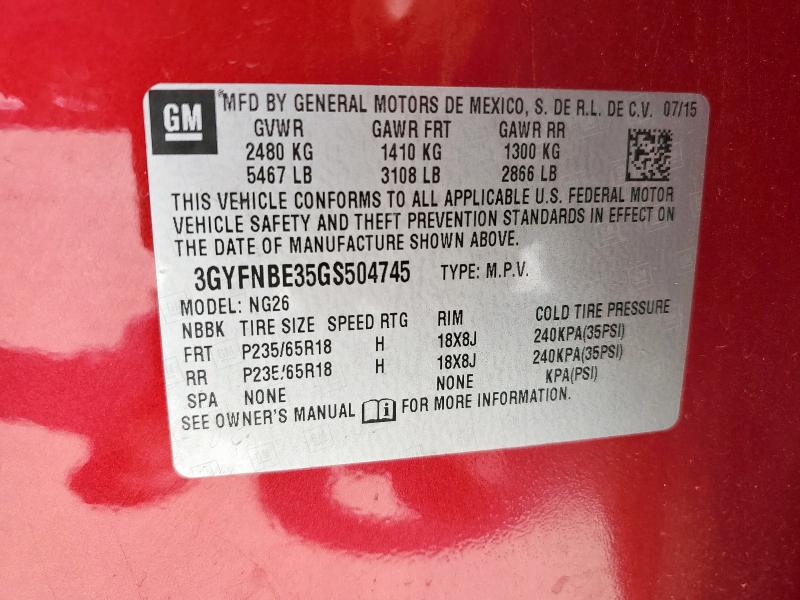 GM
*MFD BY GENERAL MOTORS DE MEXICO, S. DE R.L. DE C.V. 07/15
GVWR GAWR FRT GAWR RR
2480 KG 1410 KG 1300 KG
5467 LB 3108 LB 2866 LB
THIS VEHICLE CONFORMS TO ALL APPLICABLE U.S. FEDERAL MOTOR
VEHICLE SAFETY AND THEFT PREVENTION STANDARDS IN EFFECT ON
THE DATE OF MANUFACTURE SHOWN ABOVE.
3GYFNBE35GS504745 TYPE: M.P.V.
MODEL: NG26
NBBK TIRE SIZE SPEED RTG RIM COLD TIRE PRESSURE
FRT P235/65R18 H 18X8J 240KPA(35PSI)
RR P235/65R18 H 18X8J 240KPA(35PSI)
SPA NONE NONE KPA(PSI)
SEE OWNER'S MANUAL FOR MORE INFORMATION.